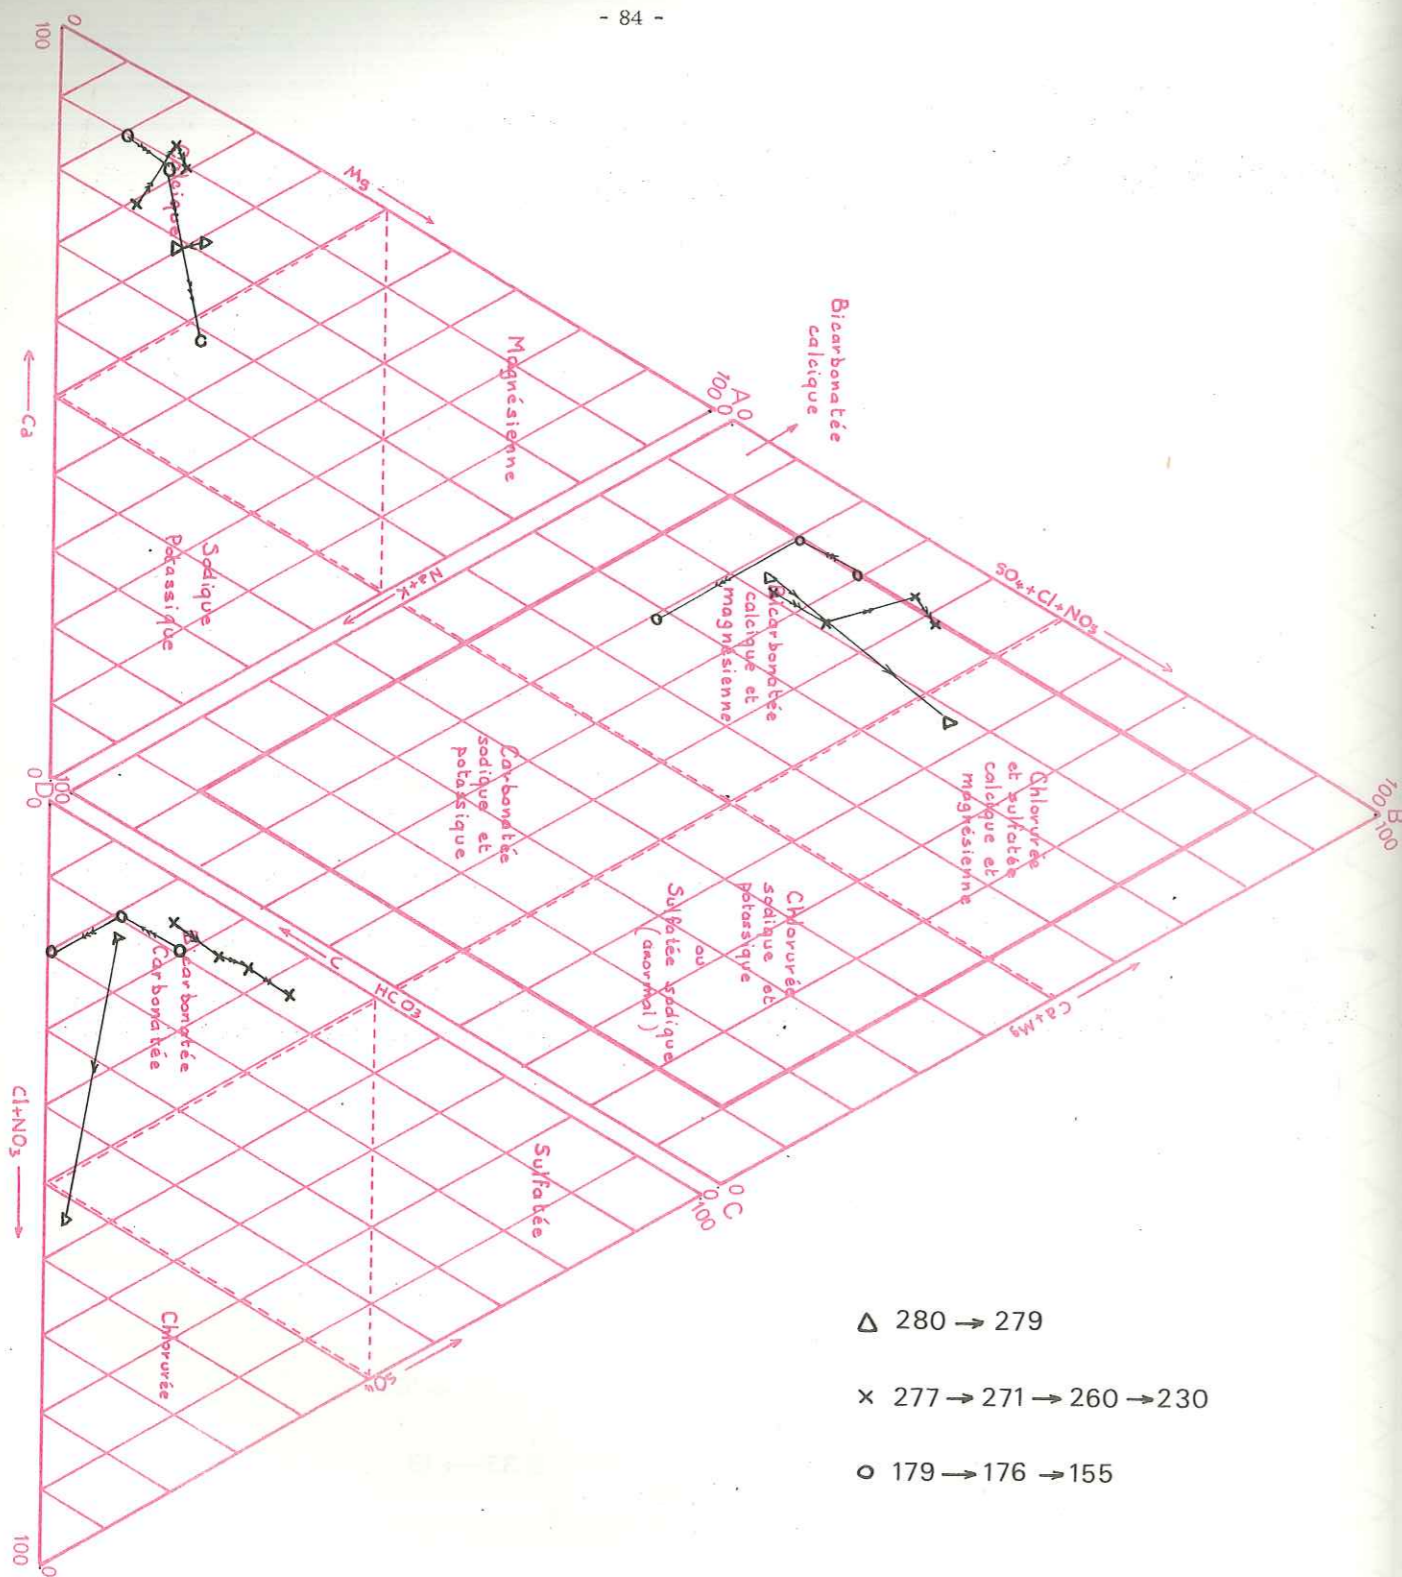 - 84 -
0
100
Mg
Calcique
← Ca
Magnésienne
Sodique
Potassique
100
0
A 0
Bicarbonatée
calcique
Na+K
SO4+Cl+NO3
Bicarbonatée
calcique et
magnésienne
Carbonatée
sodique et
potassique
Chlorurée
et sulfatée
calcique et
magnésienne
Chlorurée
sodique et
potassique
ou
Sulfatée sodique
(anormal)
100 B
100
Ca+Mg
0 D 0
100
HCO3
Bicarbonatée
Carbonatée
Cl+NO3 →
Sulfatée
Chlorurée
0 C
0
100
SO4
100
0
△ 280 → 279
x 277 → 271 → 260 → 230
o 179 → 176 → 155